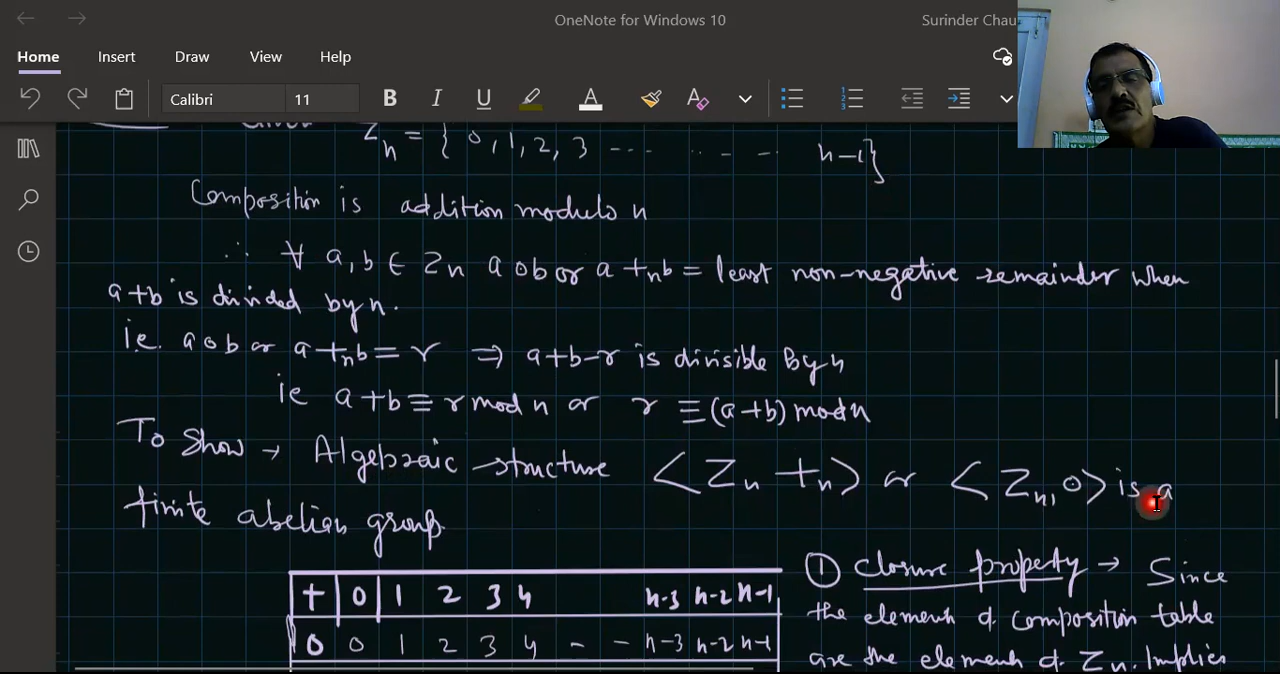 OneNote for Windows 10
Surinder Chau
Home Insert Draw View Help
Calibri 11 B I U A A
Given Zn = { 0, 1, 2, 3 ---- -- - - - n-1}
Composition is addition modulo n
∴ ∀ a, b ∈ Zn a o b or a +n b = least non-negative remainder when
a+b is divided by n.
i.e. a o b or a +n b = r ⇒ a+b-r is divisible by n
ie a+b ≡ r mod n or r ≡ (a+b) mod n
To Show → Algebraic structure < Zn +n > or < Zn, o > is a
finite abelian group
+ 0 1 2 3 4 n-3 n-2 n-1
0 0 1 2 3 4 - - n-3 n-2 n-1
① closure property → Since
the element of composition table
are the element of Zn. Implies